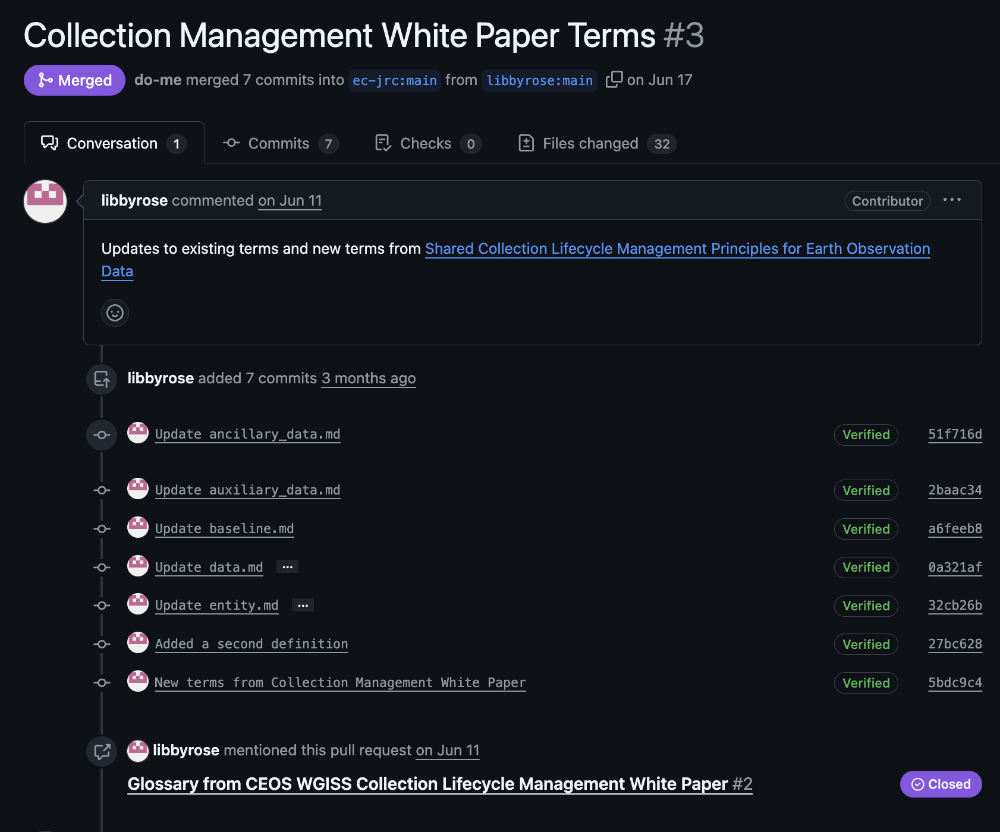 Collection Management White Paper Terms #3
Merged do-me merged 7 commits into ec-jrc:main from libbyrose:main on Jun 17
Conversation 1 Commits 7 Checks 0 Files changed 32
libbyrose commented on Jun 11 Contributor ...
Updates to existing terms and new terms from Shared Collection Lifecycle Management Principles for Earth Observation
Data
libbyrose added 7 commits 3 months ago
Update ancillary_data.md Verified 51f716d
Update auxiliary_data.md Verified 2baac34
Update baseline.md Verified a6feeb8
Update data.md ... Verified 0a321af
Update entity.md ... Verified 32cb26b
Added a second definition Verified 27bc628
New terms from Collection Management White Paper Verified 5bdc9c4
libbyrose mentioned this pull request on Jun 11
Glossary from CEOS WGISS Collection Lifecycle Management White Paper #2 Closed